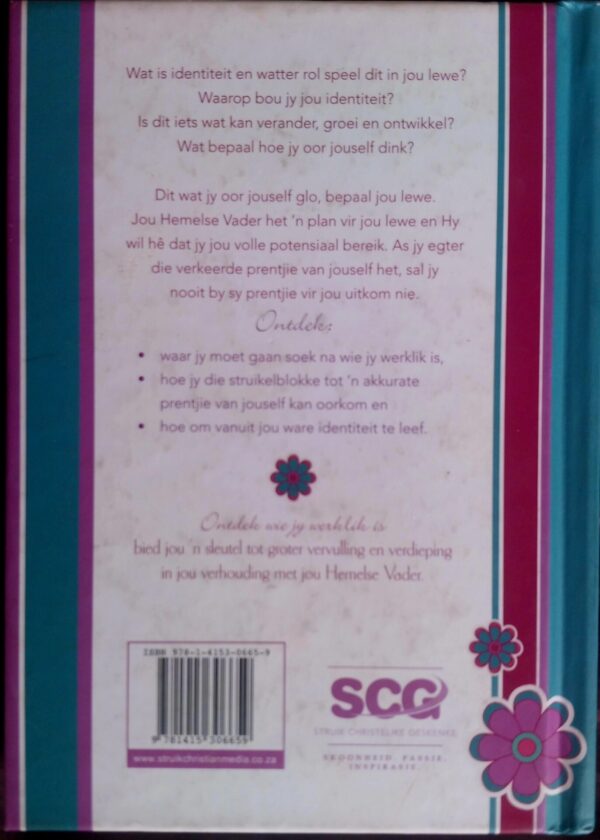 Wat is identiteit en watter rol speel dit in jou lewe?
Waarop bou jy jou identiteit?
Is dit iets wat kan verander, groei en ontwikkel?
Wat bepaal hoe jy oor jouself dink?
Dit wat jy oor jouself glo, bepaal jou lewe.
Jou Hemelse Vader het 'n plan vir jou lewe en Hy
wil hê dat jy jou volle potensiaal bereik. As jy egter
die verkeerde prentjie van jouself het, sal jy
nooit by sy prentjie vir jou uitkom nie.
Ontdek:
• waar jy moet gaan soek na wie jy werklik is,
• hoe jy die struikelblokke tot 'n akkurate
prentjie van jouself kan oorkom en
• hoe om vanuit jou ware identiteit te leef.
Ontdek wie jy werklik is
bied jou 'n sleutel tot groter vervulling en verdieping
in jou verhouding met jou Hemelse Vader.
ISBN 978-1-4153-0665-9
9 781415 306659
www.struikchristianmedia.co.za
SCG
STRUIK CHRISTELIKE GESKENKE
SKOONHEID. PASSIE.
INSPIRASIE.